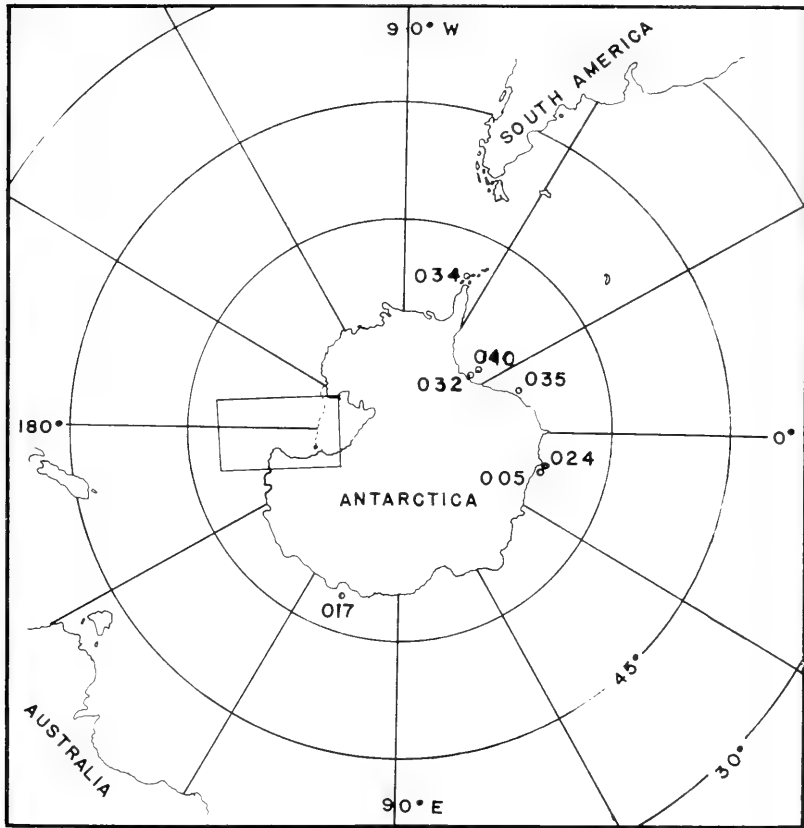 90° W
SOUTH AMERICA
034
040
032
035
180°
0°
024
005
ANTARCTICA
017
45°
AUSTRALIA
30°
90° E